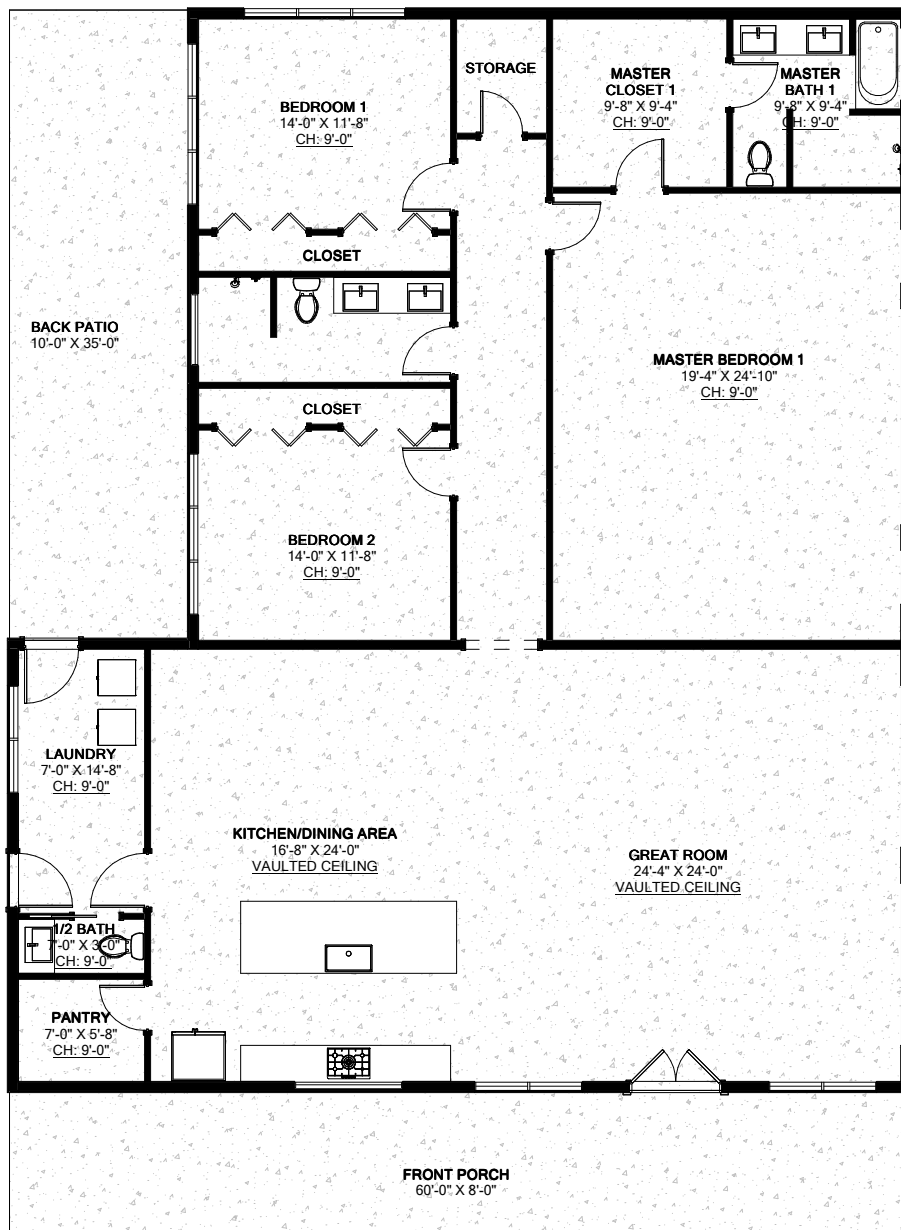 STORAGE
BEDROOM 1
14'-0" X 11'-8"
CH: 9'-0"
MASTER
CLOSET 1
9'-8" X 9'-4"
CH: 9'-0"
MASTER
BATH 1
9'-8" X 9'-4"
CH: 9'-0"
CLOSET
BACK PATIO
10'-0" X 35'-0"
MASTER BEDROOM 1
19'-4" X 24'-10"
CH: 9'-0"
CLOSET
BEDROOM 2
14'-0" X 11'-8"
CH: 9'-0"
LAUNDRY
7'-0" X 14'-8"
CH: 9'-0"
KITCHEN/DINING AREA
16'-8" X 24'-0"
VAULTED CEILING
GREAT ROOM
24'-4" X 24'-0"
VAULTED CEILING
1/2 BATH
7'-0" X 3'-0"
CH: 9'-0"
PANTRY
7'-0" X 5'-8"
CH: 9'-0"
FRONT PORCH
60'-0" X 8'-0"